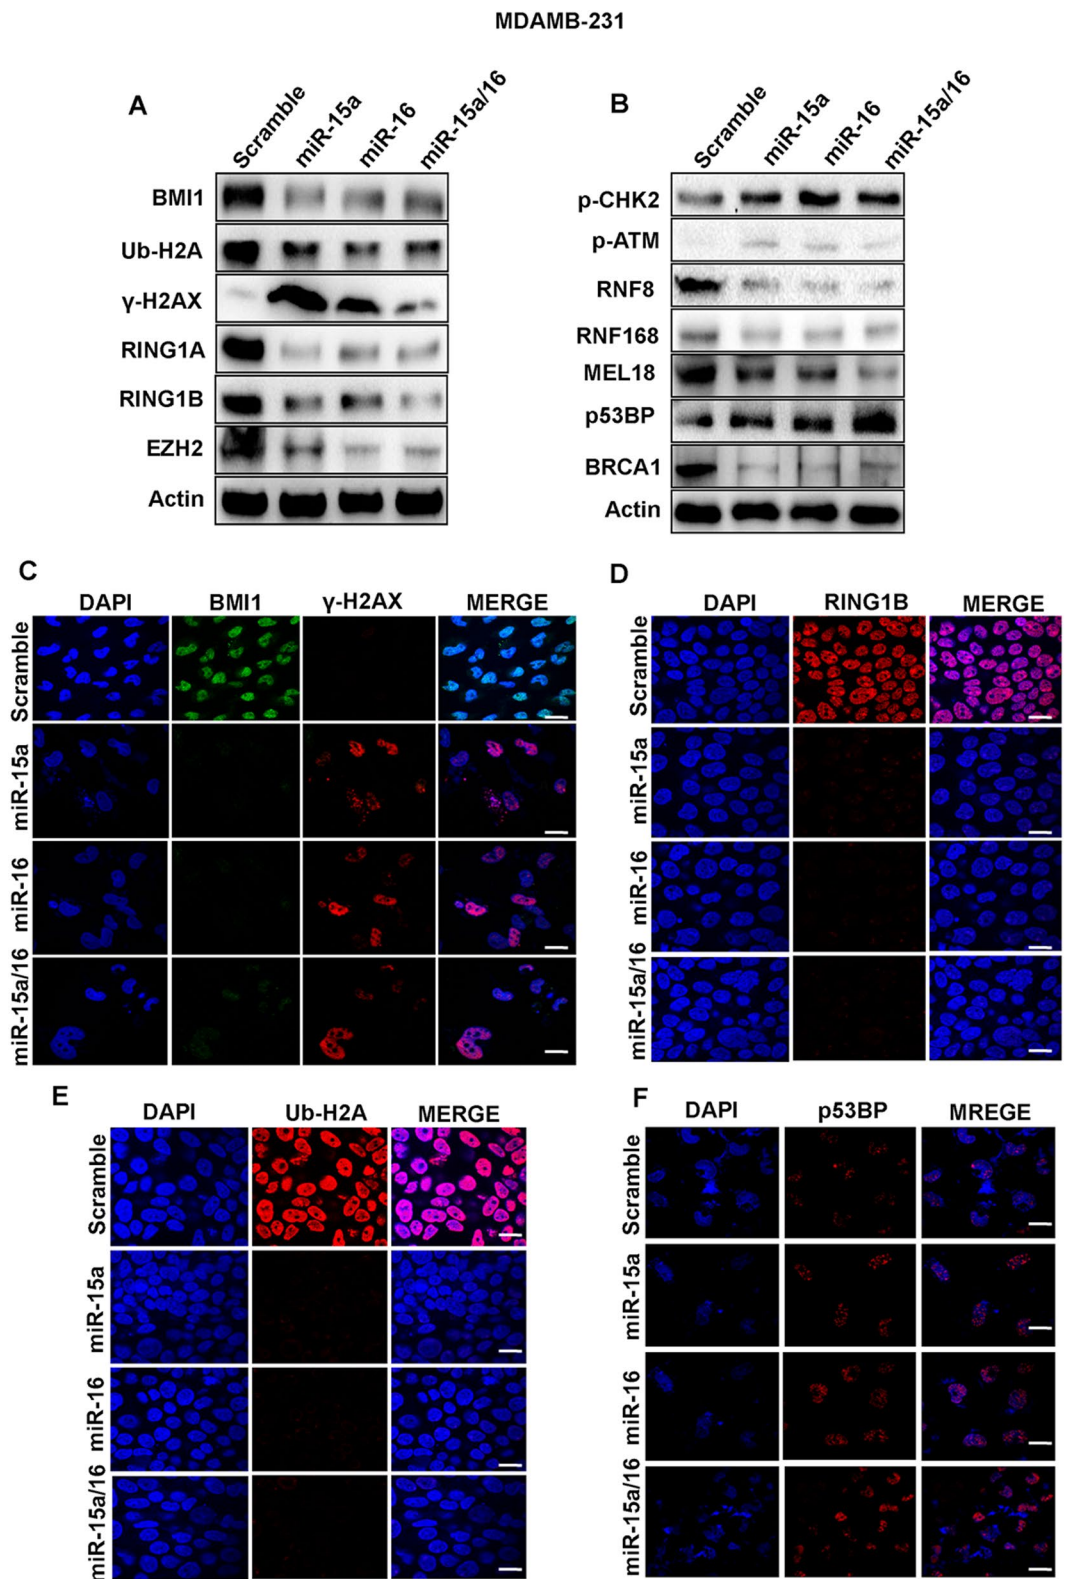 MDAMB-231
A
Scramble
miR-15a
miR-16
miR-15a/16
BMI1
Ub-H2A
γ-H2AX
RING1A
RING1B
EZH2
Actin
B
Scramble
miR-15a
miR-16
miR-15a/16
p-CHK2
p-ATM
RNF8
RNF168
MEL18
p53BP
BRCA1
Actin
C
DAPI BMI1 γ-H2AX MERGE
Scramble
miR-15a
miR-16
miR-15a/16
D
DAPI RING1B MERGE
Scramble
miR-15a
miR-16
miR-15a/16
E
DAPI Ub-H2A MERGE
Scramble
miR-15a
miR-16
miR-15a/16
F
DAPI p53BP MREGE
Scramble
miR-15a
miR-16
miR-15a/16